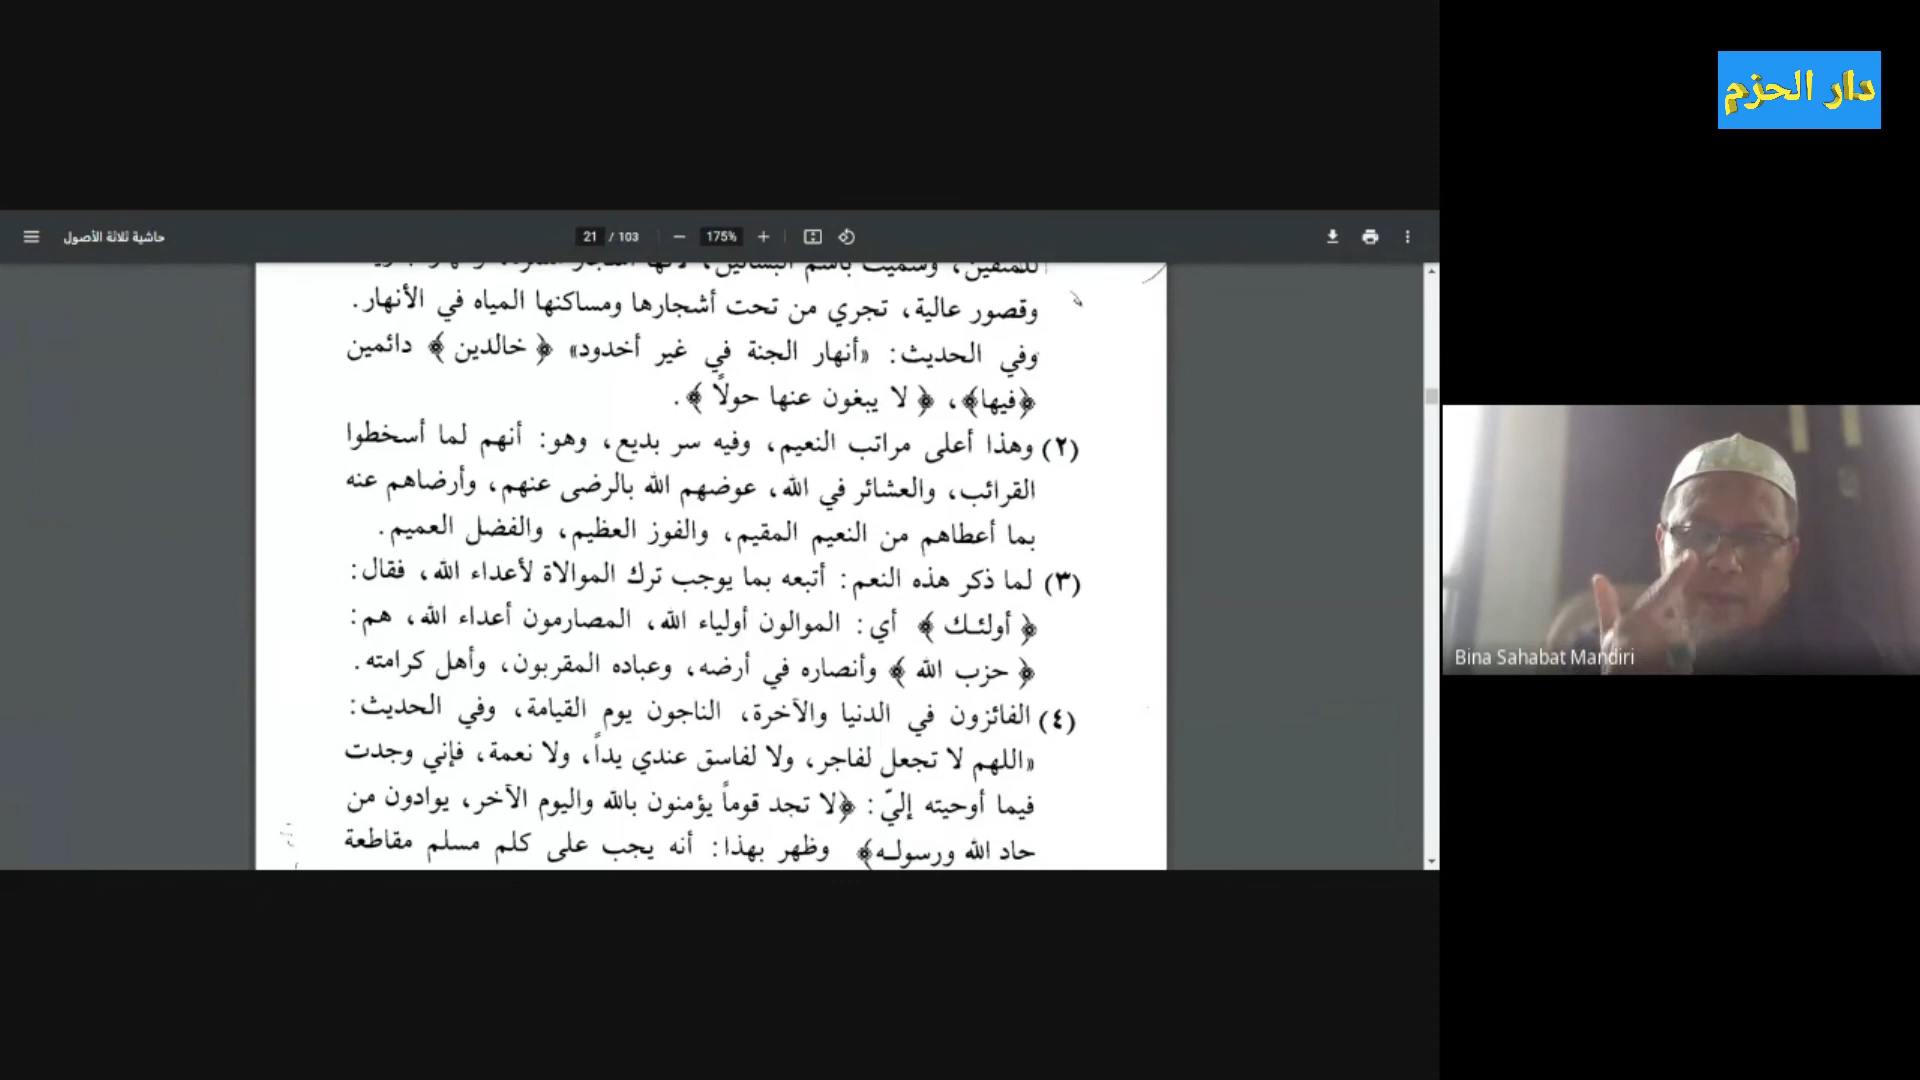 دار الحزم
حاشية ثلاثة الأصول
21 / 103
175%
للمتقين، وسميت باسم البساتين، لأنها
وقصور عالية، تجري من تحت أشجارها ومساكنها المياه في الأنهار.
وفي الحديث: «أنهار الجنة في غير أخدود» ﴿ خالدين ﴾ دائمين
﴿فيها﴾، ﴿ لا يبغون عنها حولاً ﴾.
(٢) وهذا أعلى مراتب النعيم، وفيه سر بديع، وهو: أنهم لما أسخطوا
القرائب، والعشائر في الله، عوضهم الله بالرضى عنهم، وأرضاهم عنه
بما أعطاهم من النعيم المقيم، والفوز العظيم، والفضل العميم.
(٣) لما ذكر هذه النعم: أتبعه بما يوجب ترك الموالاة لأعداء الله، فقال:
﴿ أولئـك ﴾ أي: الموالون أولياء الله، المصارمون أعداء الله، هم:
﴿ حزب الله ﴾ وأنصاره في أرضه، وعباده المقربون، وأهل كرامته.
(٤) الفائزون في الدنيا والآخرة، الناجون يوم القيامة، وفي الحديث:
«اللهم لا تجعل لفاجر، ولا لفاسق عندي يداً، ولا نعمة، فإني وجدت
فيما أوحيته إليّ: ﴿لا تجد قوماً يؤمنون بالله واليوم الآخر، يوادون من
حاد الله ورسولـه﴾ وظهر بهذا: أنه يجب على كلم مسلم مقاطعة
Bina Sahabat Mandiri